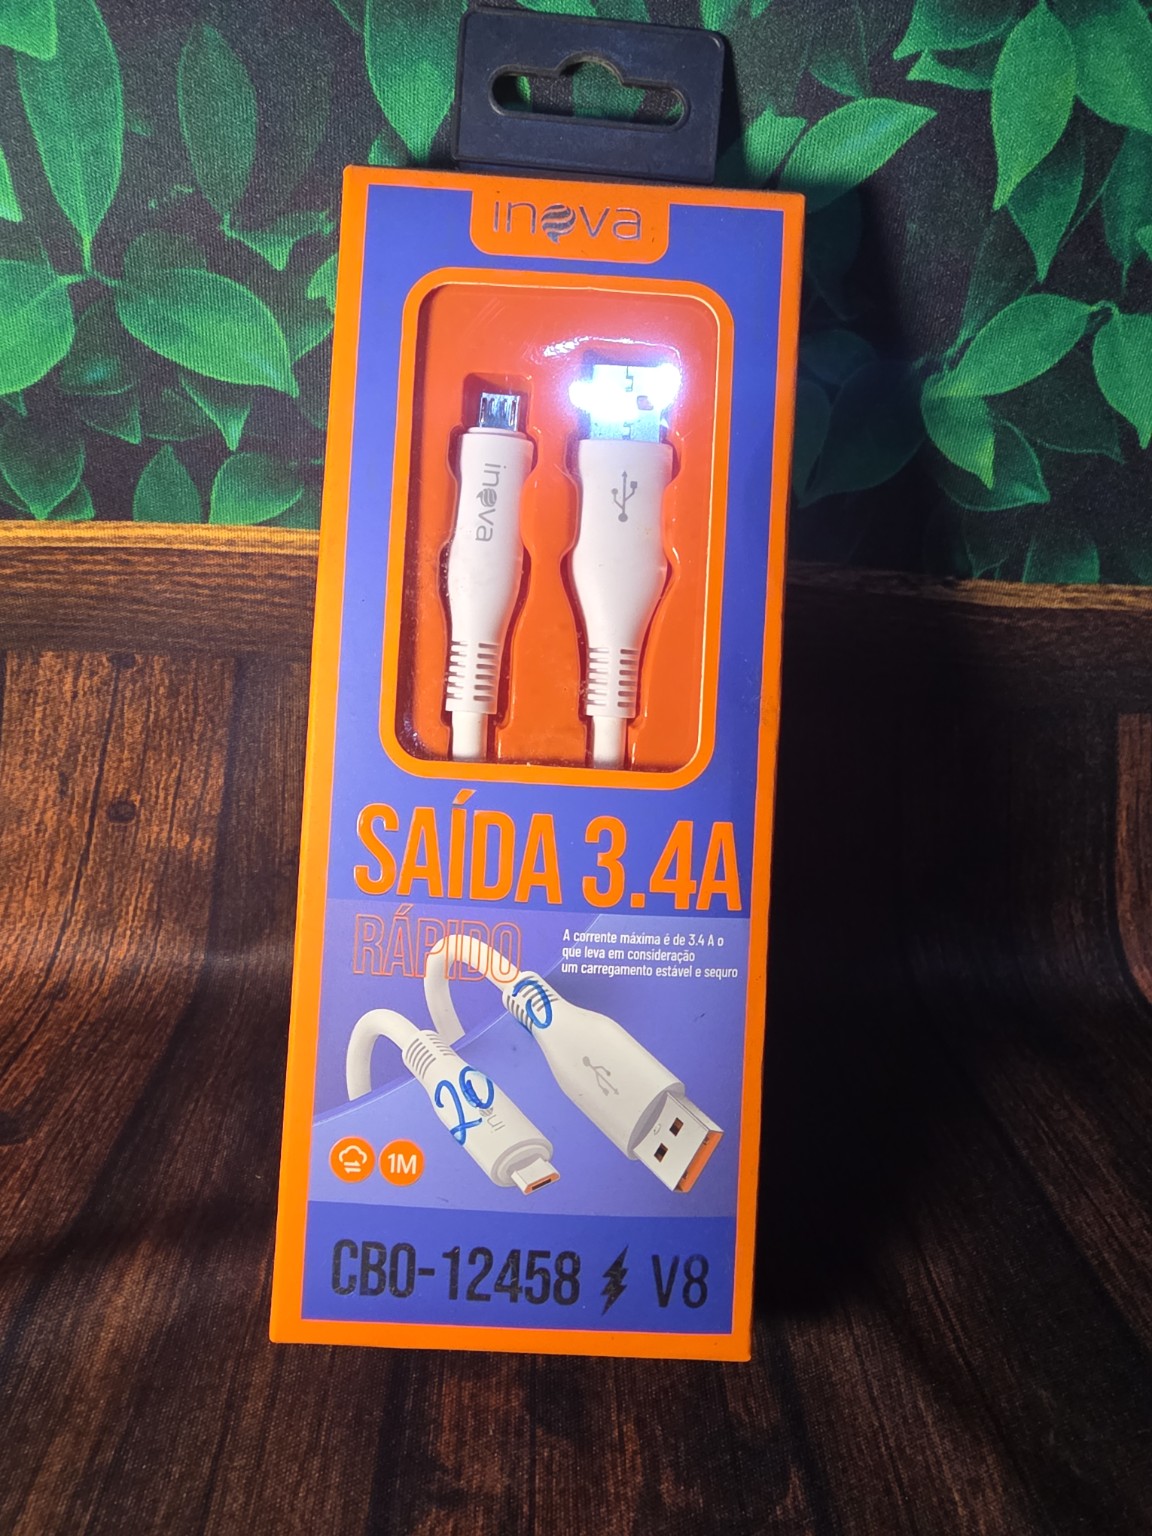 inova
inova
SAÍDA 3.4A
RÁPIDO
A corrente máxima é de 3.4 A o
que leva em consideração
um carregamento estável e sequro
20
1M
CBO-12458 V8